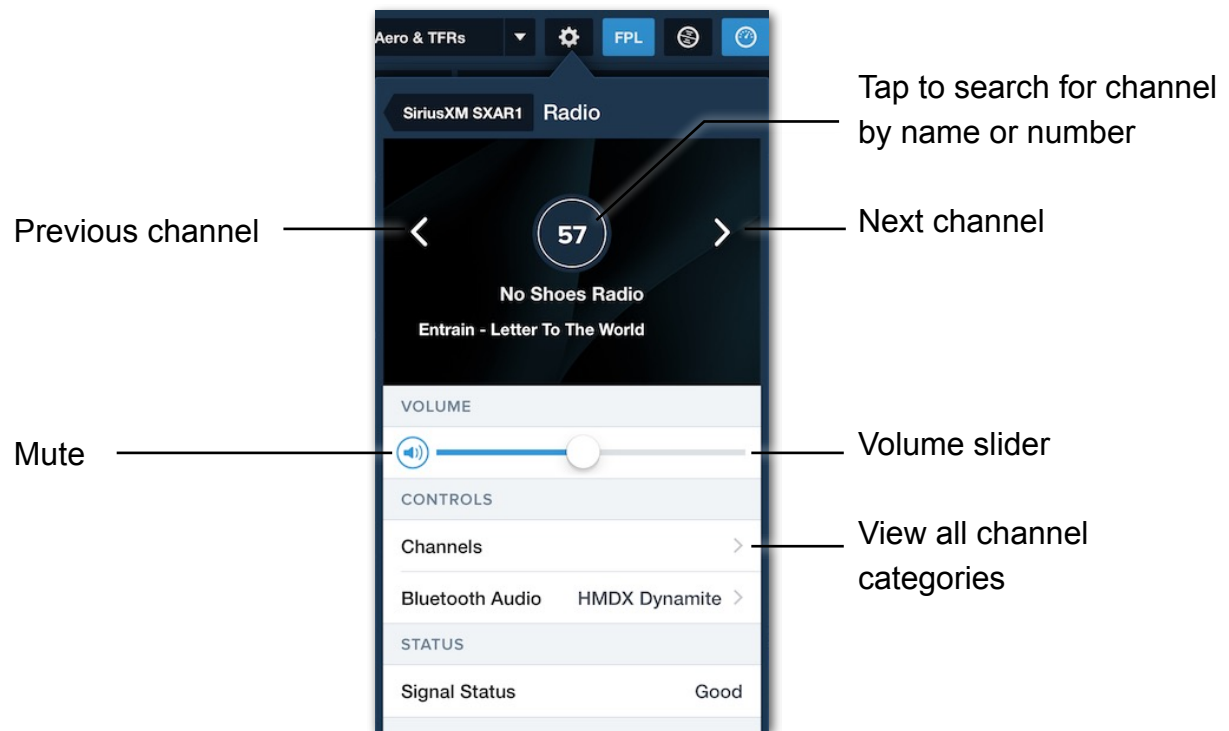 Aero & TFRs
FPL
SiriusXM SXAR1
Radio
Tap to search for channel
by name or number
Previous channel
57
Next channel
No Shoes Radio
Entrain - Letter To The World
VOLUME
Mute
Volume slider
CONTROLS
Channels
View all channel
categories
Bluetooth Audio
HMDX Dynamite
STATUS
Signal Status
Good